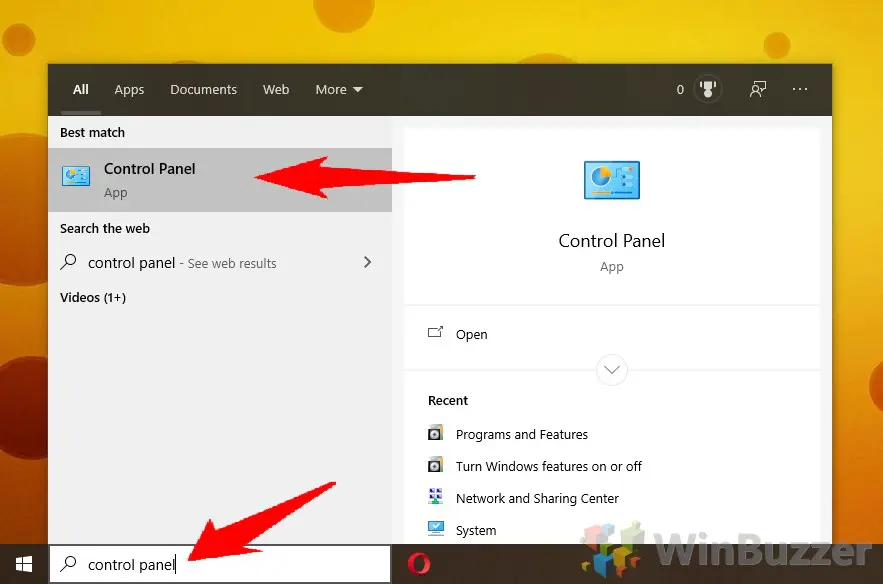 All Apps Documents Web More 0
Best match
Control Panel
App
Search the web
control panel - See web results
Videos (1+)
Control Panel
App
Open
Recent
Programs and Features
Turn Windows features on or off
Network and Sharing Center
System
control panel
WinBuzzer